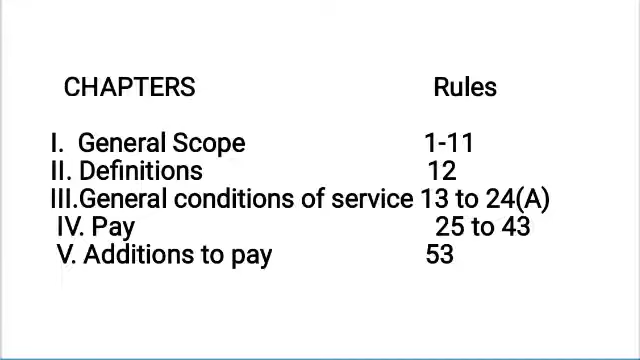 CHAPTERS Rules
I. General Scope 1-11
II. Definitions 12
III.General conditions of service 13 to 24(A)
IV. Pay 25 to 43
V. Additions to pay 53